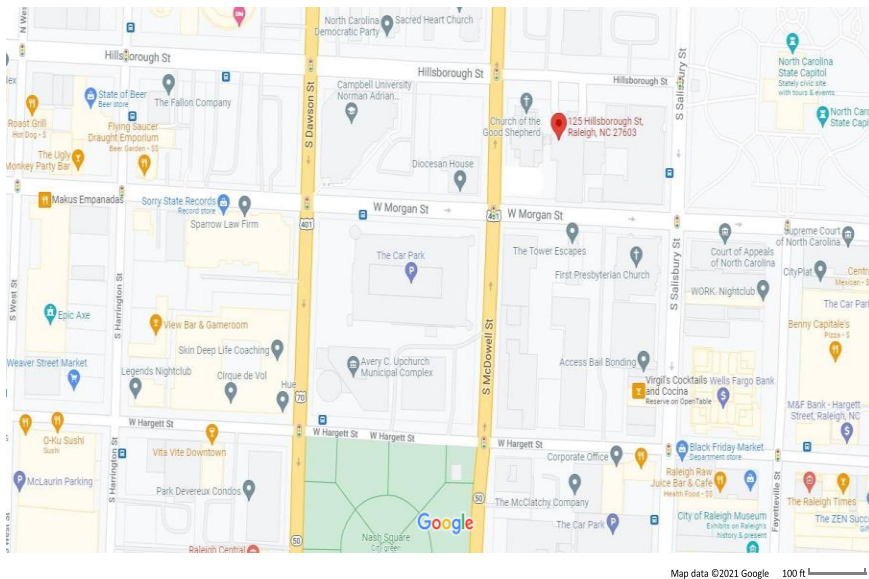 North Carolina
Democratic Party
Sacred Heart Church
N Wes
Hillsborough St
Hillsborough St
Hillsborough St
S Salisbury St
North Carolina
State Capitol
Stately civic site
with tours & events
State of Beer
Beer store
The Fallon Company
Campbell University
Norman Adrian...
S Dawson St
Roast Grill
Hot Dog - $
Flying Saucer
Draught Emporium
Beer Garden - $$
Church of the
Good Shepherd
125 Hillsborough St,
Raleigh, NC 27603
North Car
State Capi
The Ugly
Monkey Party Bar
Diocesan House
Makus Empanadas
Sorry State Records
Record store
Sparrow Law Firm
W Morgan St
W Morgan St
401
401
The Tower Escapes
First Presbyterian Church
Court of Appeals
of North Carolina
Supreme Court
of North Carolina
The Car Park
CityPlat
Centr
Mexican - $
S West St
S Harrington St
S Salisbury St
WORK. Nightclub
The Car P
Epic Axe
View Bar & Gameroom
S McDowell St
Benny Capitale's
Pizza - $
Skin Deep Life Coaching
Weaver Street Market
Legends Nightclub
Cirque de Vol
Hue
Avery C. Upchurch
Municipal Complex
Access Bail Bonding
Virgil's Cocktails
and Cocina
Reserve on OpenTable
Wells Fargo Bank
70
M&F Bank - Hargett
Street, Raleigh, NC
W Hargett St
W Hargett St
W Hargett St
W Hargett St
O-Ku Sushi
Sushi
Vita Vite Downtown
Corporate Office
Black Friday Market
Department store
McLaurin Parking
S Harrington St
Park Devereux Condos
Raleigh Raw
Juice Bar & Cafe
Health Food - $$
The McClatchy Company
50
Fayetteville St
The Raleigh Times
The Car Park
City of Raleigh Museum
Exhibits on Raleigh's
history & present
The ZEN Succ
Google
Nash Square
City green
50
Raleigh Central
Map data ©2021 Google 100 ft